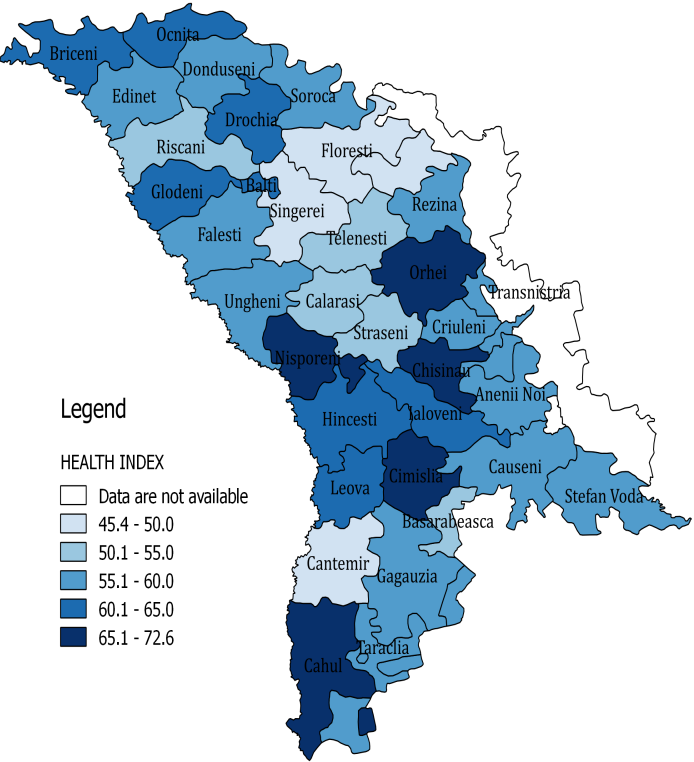 Ocnita
Briceni
Donduseni
Edinet
Soroca
Drochia
Riscani
Floresti
Balti
Glodeni
Rezina
Singerei
Falesti
Telenesti
Orhei
Transnistria
Ungheni
Calarasi
Criuleni
Straseni
Nisporeni
Chisinau
Anenii Noi
Legend
Hincesti
Ialoveni
HEALTH INDEX
Causeni
Cimislia
Leova
Data are not available
Stefan Voda
45.4 - 50.0
Basarabeasca
50.1 - 55.0
Cantemir
55.1 - 60.0
Gagauzia
60.1 - 65.0
65.1 - 72.6
Taraclia
Cahul